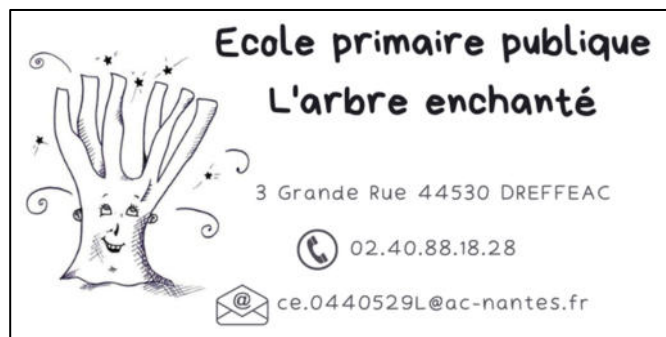 Ecole primaire publique
L'arbre enchanté
3 Grande Rue 44530 DREFFEAC
02.40.88.18.28
@ ce.0440529L@ac-nantes.fr